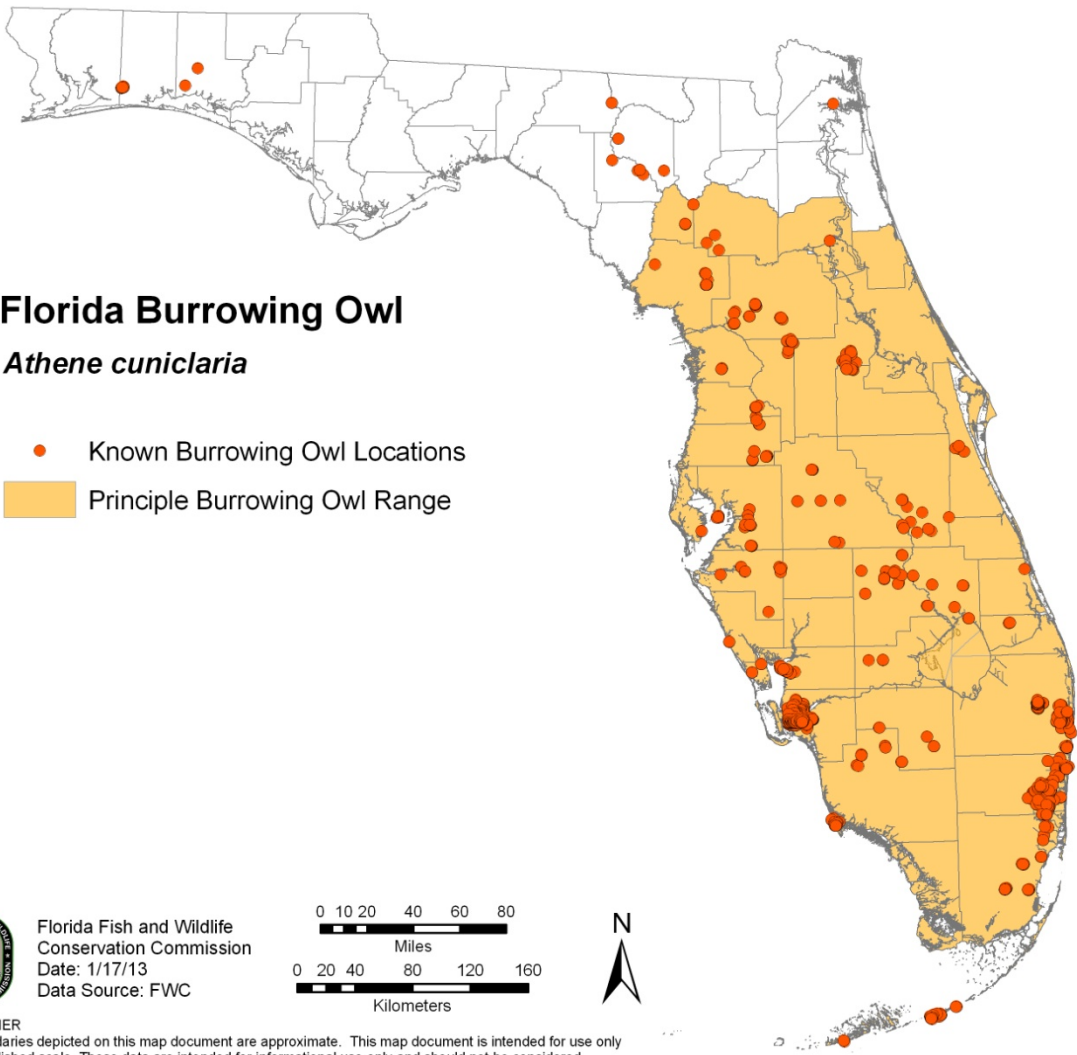 Florida Burrowing Owl
Athene cuniclaria
Known Burrowing Owl Locations
Principle Burrowing Owl Range
Florida Fish and Wildlife
Conservation Commission
Date: 1/17/13
Data Source: FWC
0 10 20 40 60 80
Miles
0 20 40 80 120 160
Kilometers
N
daries depicted on this map document are approximate. This map document is intended for use only